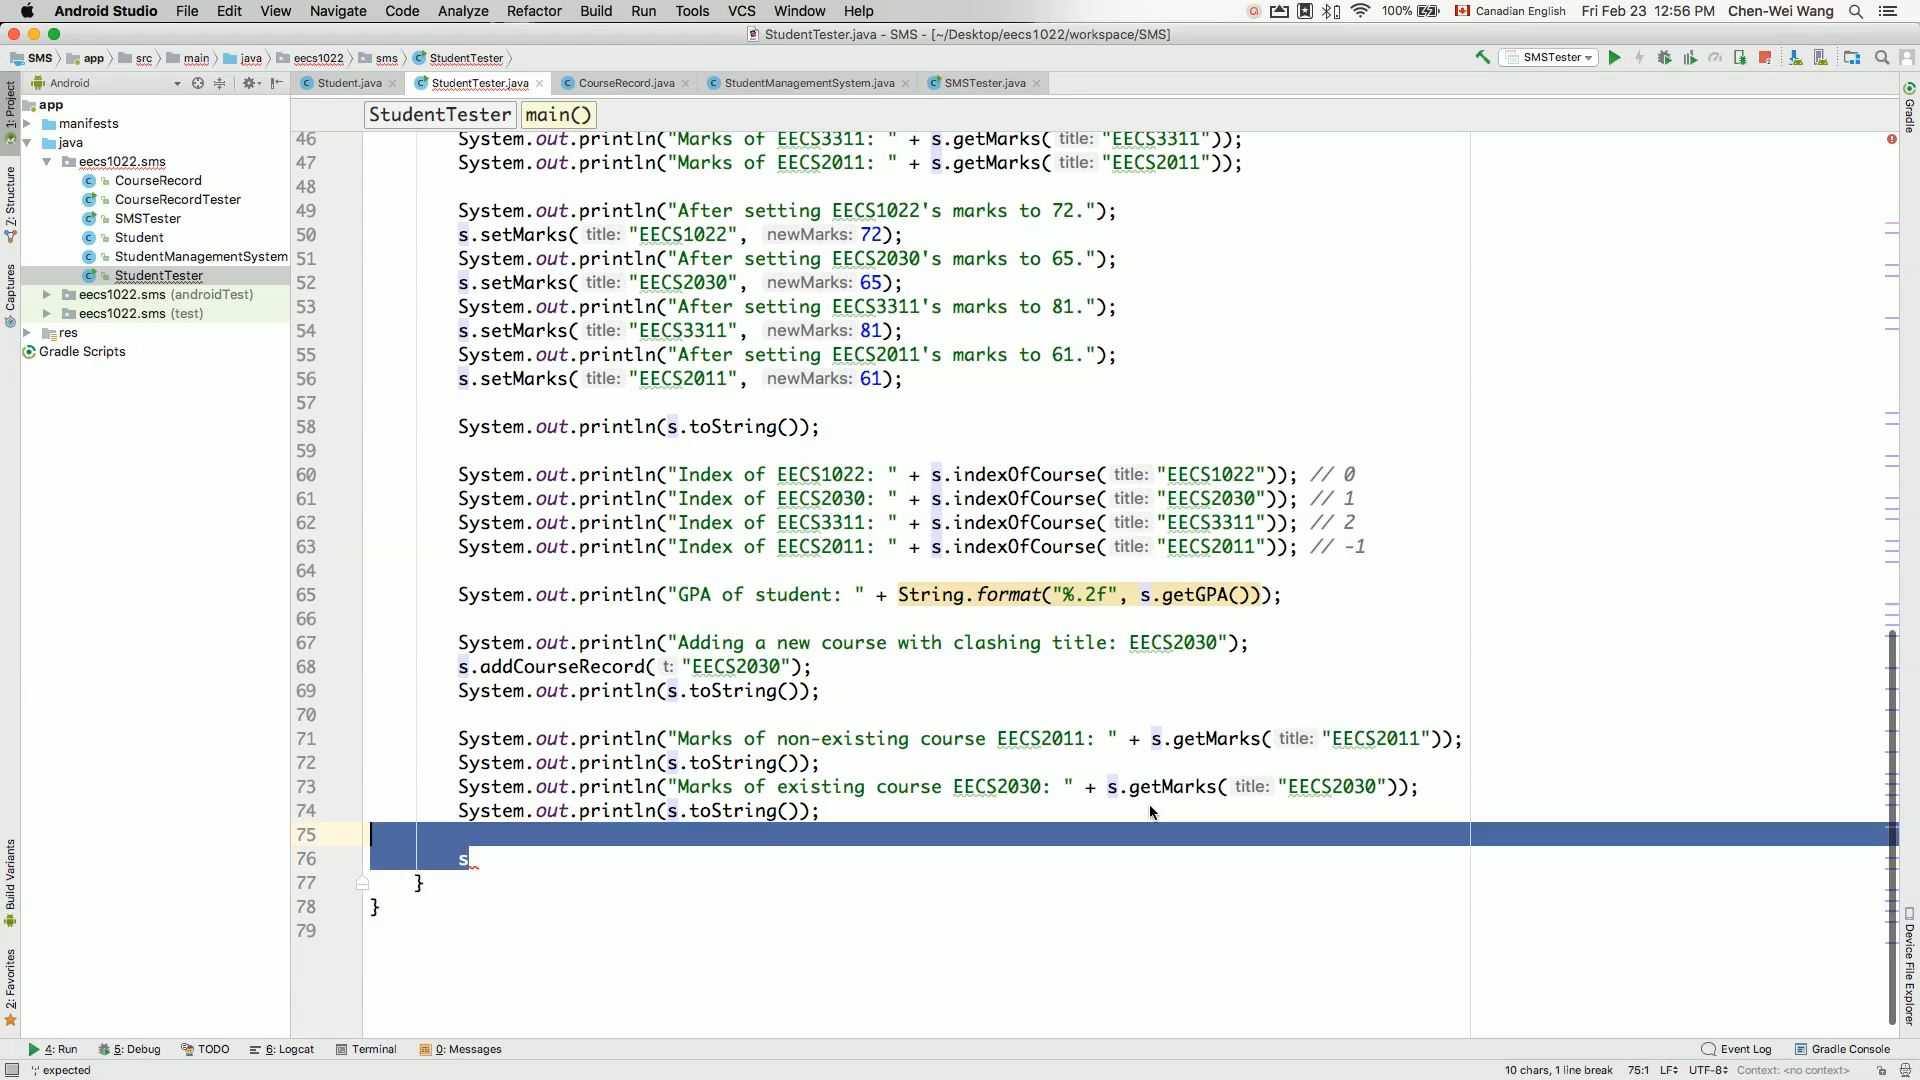 Android Studio File Edit View Navigate Code Analyze Refactor Build Run Tools VCS Window Help 100% Canadian English Fri Feb 23 12:56 PM Chen-Wei Wang
StudentTester.java - SMS - [~/Desktop/eecs1022/workspace/SMS]
SMS app src main java eecs1022 sms StudentTester SMSTester
Android Student.java StudentTester.java CourseRecord.java StudentManagementSystem.java SMSTester.java
StudentTester main()
1: Project
Z: Structure
Captures
Build Variants
2: Favorites
app
manifests
java
eecs1022.sms
CourseRecord
CourseRecordTester
SMSTester
Student
StudentManagementSystem
StudentTester
eecs1022.sms (androidTest)
eecs1022.sms (test)
res
Gradle Scripts
46 System.out.println("Marks of EECS3311: " + s.getMarks( title: "EECS3311"));
47 System.out.println("Marks of EECS2011: " + s.getMarks( title: "EECS2011"));
48
49 System.out.println("After setting EECS1022's marks to 72.");
50 s.setMarks( title: "EECS1022", newMarks: 72);
51 System.out.println("After setting EECS2030's marks to 65.");
52 s.setMarks( title: "EECS2030", newMarks: 65);
53 System.out.println("After setting EECS3311's marks to 81.");
54 s.setMarks( title: "EECS3311", newMarks: 81);
55 System.out.println("After setting EECS2011's marks to 61.");
56 s.setMarks( title: "EECS2011", newMarks: 61);
57
58 System.out.println(s.toString());
59
60 System.out.println("Index of EECS1022: " + s.indexOfCourse( title: "EECS1022")); // 0
61 System.out.println("Index of EECS2030: " + s.indexOfCourse( title: "EECS2030")); // 1
62 System.out.println("Index of EECS3311: " + s.indexOfCourse( title: "EECS3311")); // 2
63 System.out.println("Index of EECS2011: " + s.indexOfCourse( title: "EECS2011")); // -1
64
65 System.out.println("GPA of student: " + String.format("%.2f", s.getGPA()));
66
67 System.out.println("Adding a new course with clashing title: EECS2030");
68 s.addCourseRecord( t: "EECS2030");
69 System.out.println(s.toString());
70
71 System.out.println("Marks of non-existing course EECS2011: " + s.getMarks( title: "EECS2011"));
72 System.out.println(s.toString());
73 System.out.println("Marks of existing course EECS2030: " + s.getMarks( title: "EECS2030"));
74 System.out.println(s.toString());
75
76 s
77 }
78 }
79
Gradle
Device File Explorer
4: Run 5: Debug TODO 6: Logcat Terminal 0: Messages Event Log Gradle Console
';' expected 10 chars, 1 line break 75:1 LF UTF-8 Context: <no context>